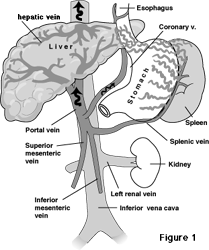 Esophagus
hepatic vein
Coronary v.
Liver
Stomach
Portal vein
Spleen
Superior
mesenteric
vein
Splenic vein
Kidney
Left renal vein
Inferior
mesenteric
vein
Inferior vena cava
Figure 1